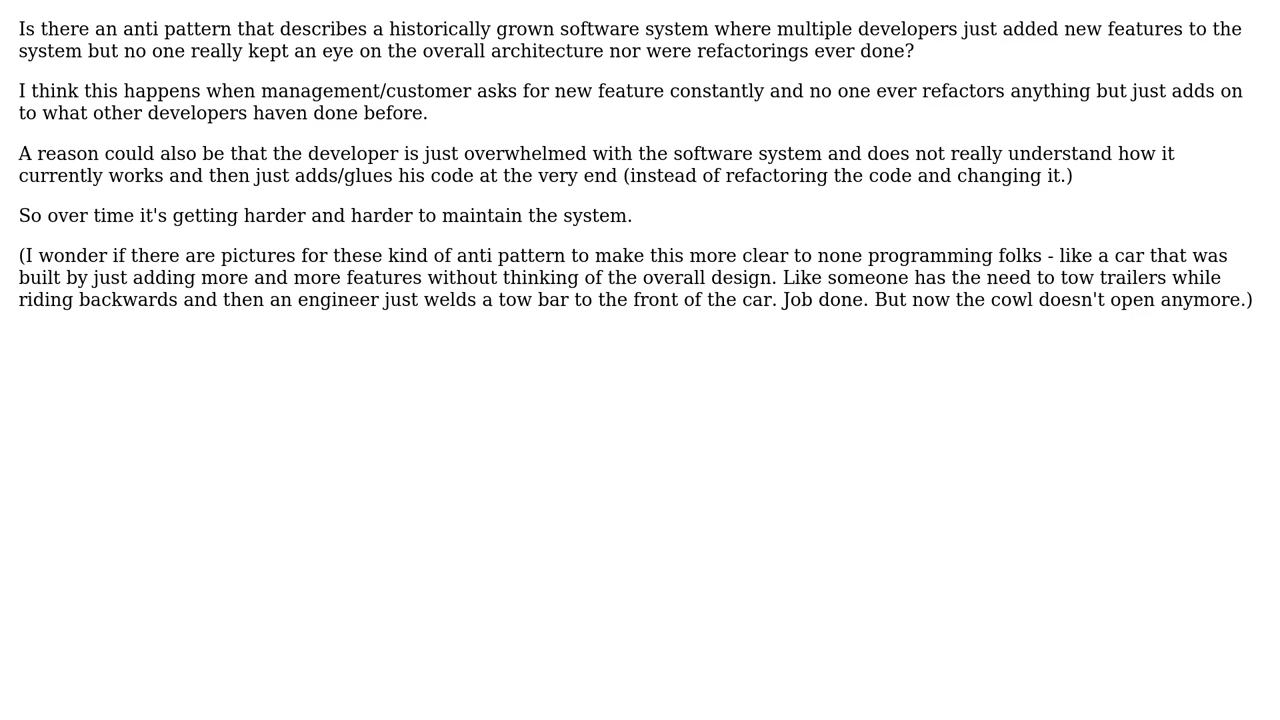 Is there an anti pattern that describes a historically grown software system where multiple developers just added new features to the
system but no one really kept an eye on the overall architecture nor were refactorings ever done?
I think this happens when management/customer asks for new feature constantly and no one ever refactors anything but just adds on
to what other developers haven done before.
A reason could also be that the developer is just overwhelmed with the software system and does not really understand how it
currently works and then just adds/glues his code at the very end (instead of refactoring the code and changing it.)
So over time it's getting harder and harder to maintain the system.
(I wonder if there are pictures for these kind of anti pattern to make this more clear to none programming folks - like a car that was
built by just adding more and more features without thinking of the overall design. Like someone has the need to tow trailers while
riding backwards and then an engineer just welds a tow bar to the front of the car. Job done. But now the cowl doesn't open anymore.)